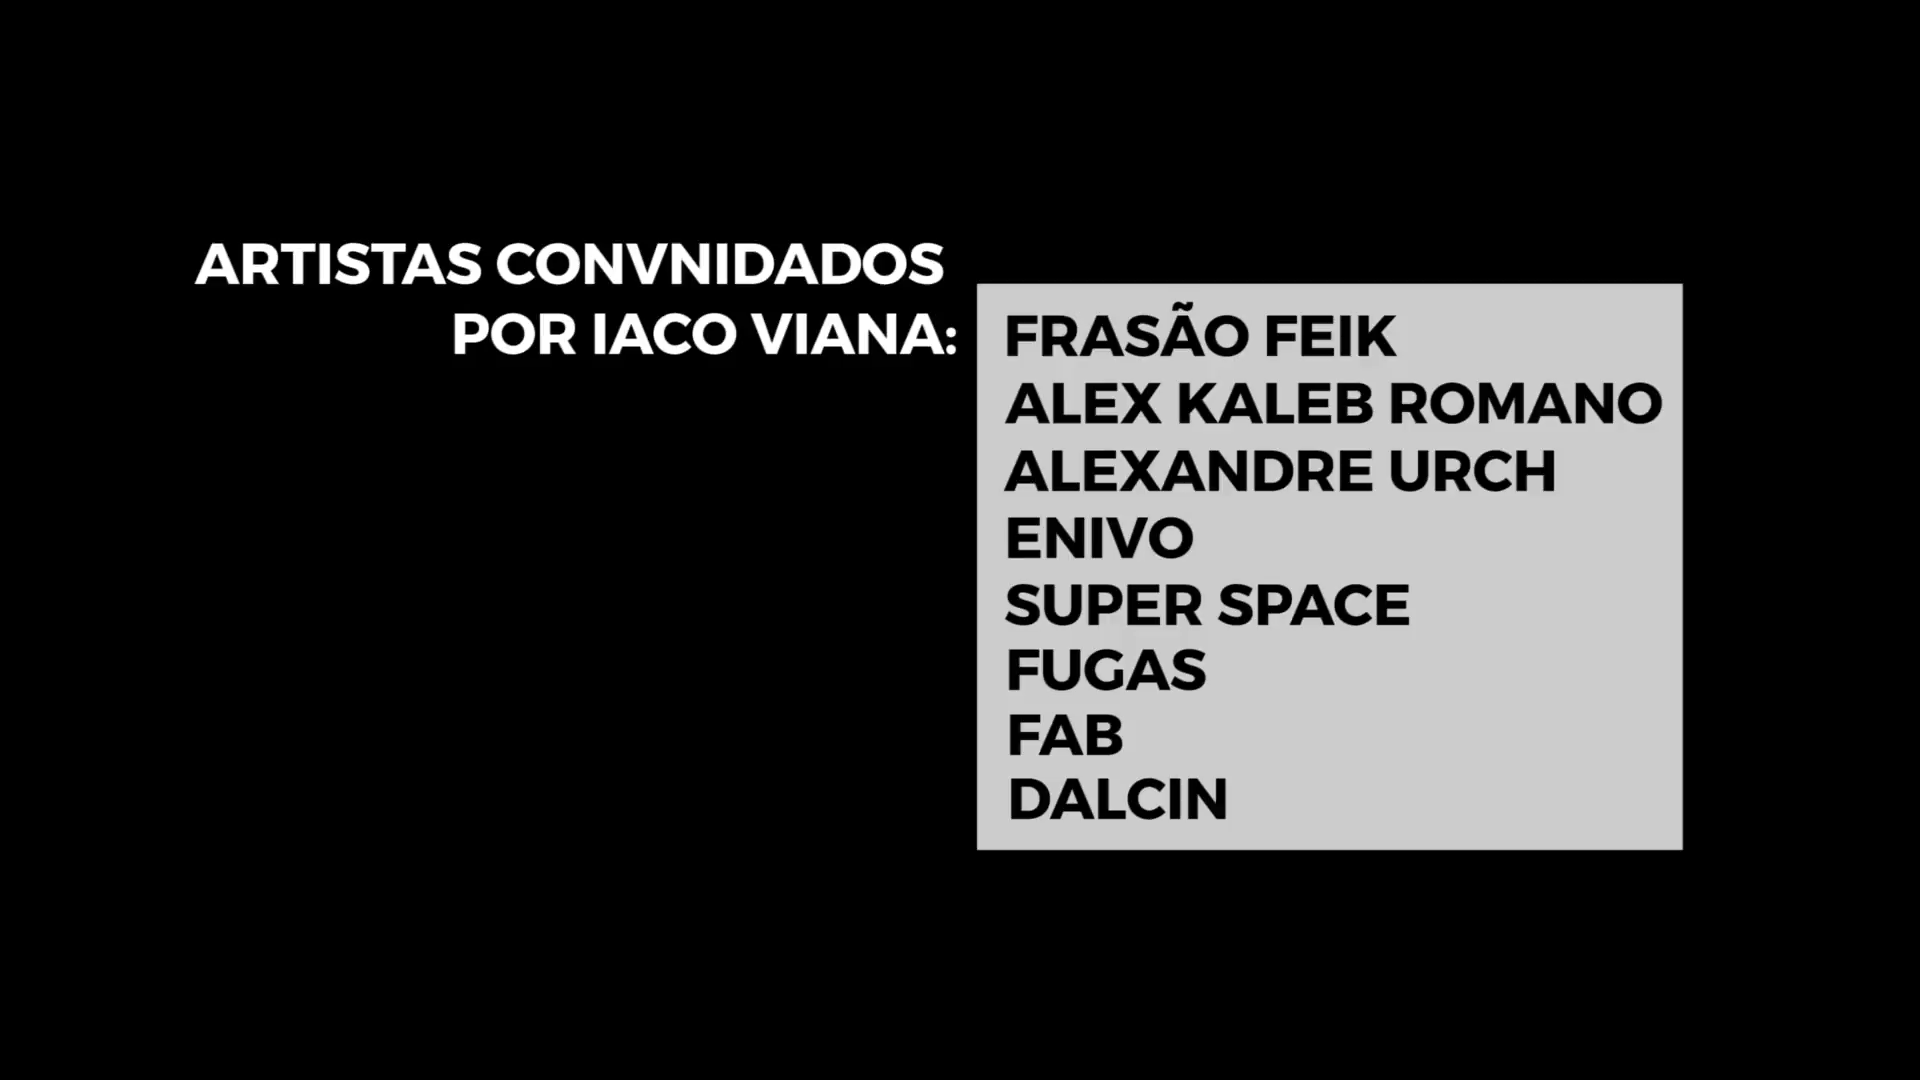 ARTISTAS CONVNIDADOS
POR IACO VIANA:
FRASÃO FEIK
ALEX KALEB ROMANO
ALEXANDRE URCH
ENIVO
SUPER SPACE
FUGAS
FAB
DALCIN